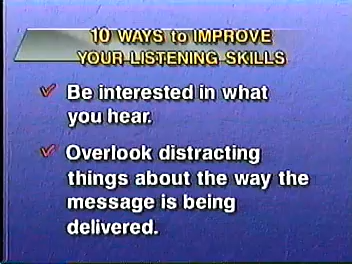 10 WAYS to IMPROVE
YOUR LISTENING SKILLS
Be interested in what
you hear.
Overlook distracting
things about the way the
message is being
delivered.